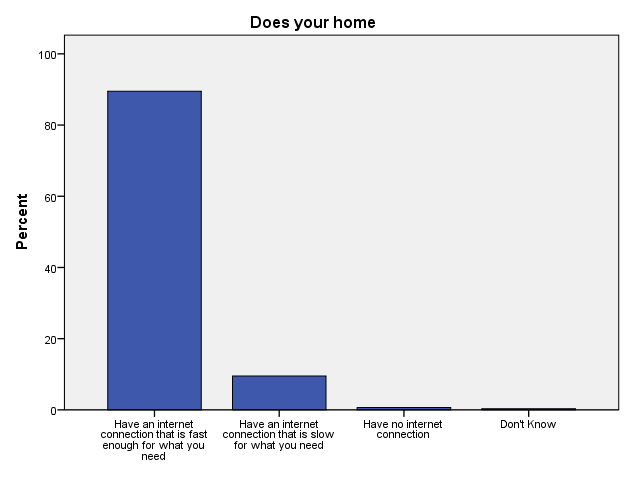 Does your home
100
80
60
40
20
0
Percent
Have an internet
connection that is fast
enough for what you
need
Have an internet
connection that is slow
for what you need
Have no internet
connection
Don't Know